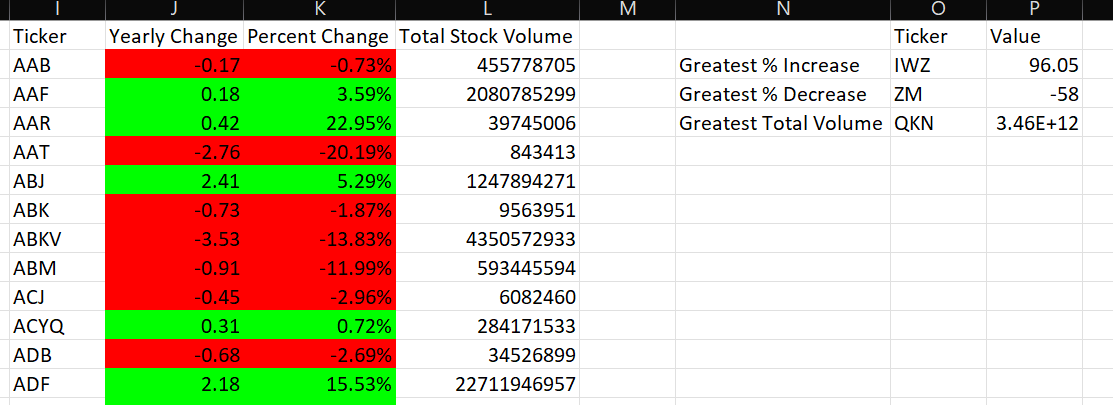 I J K L M N O P
Ticker Yearly Change Percent Change Total Stock Volume Ticker Value
AAB -0.17 -0.73% 455778705 Greatest % Increase IWZ 96.05
AAF 0.18 3.59% 2080785299 Greatest % Decrease ZM -58
AAR 0.42 22.95% 39745006 Greatest Total Volume QKN 3.46E+12
AAT -2.76 -20.19% 843413
ABJ 2.41 5.29% 1247894271
ABK -0.73 -1.87% 9563951
ABKV -3.53 -13.83% 4350572933
ABM -0.91 -11.99% 593445594
ACJ -0.45 -2.96% 6082460
ACYQ 0.31 0.72% 284171533
ADB -0.68 -2.69% 34526899
ADF 2.18 15.53% 22711946957